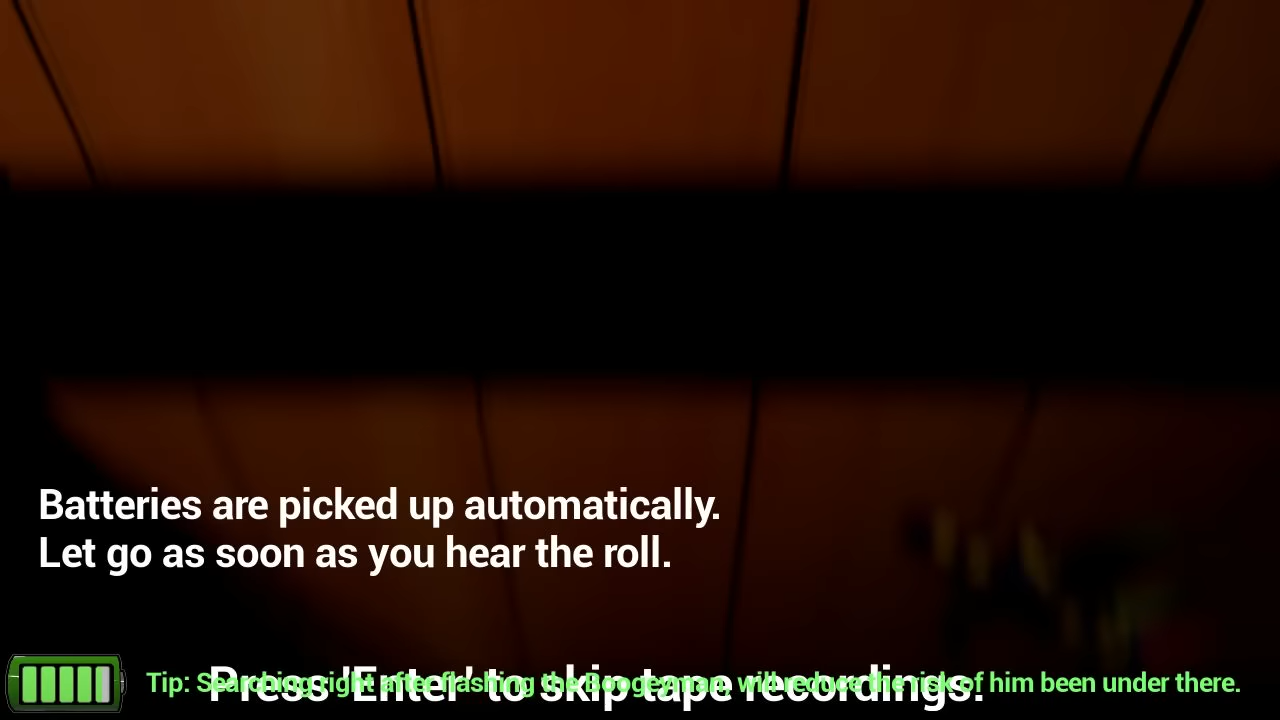 Batteries are picked up automatically.
Let go as soon as you hear the roll.
Press 'Enter' to skip tape recordings.
Tip: Searching right after flashing the Boogeyman, will reduce the risk of him been under there.